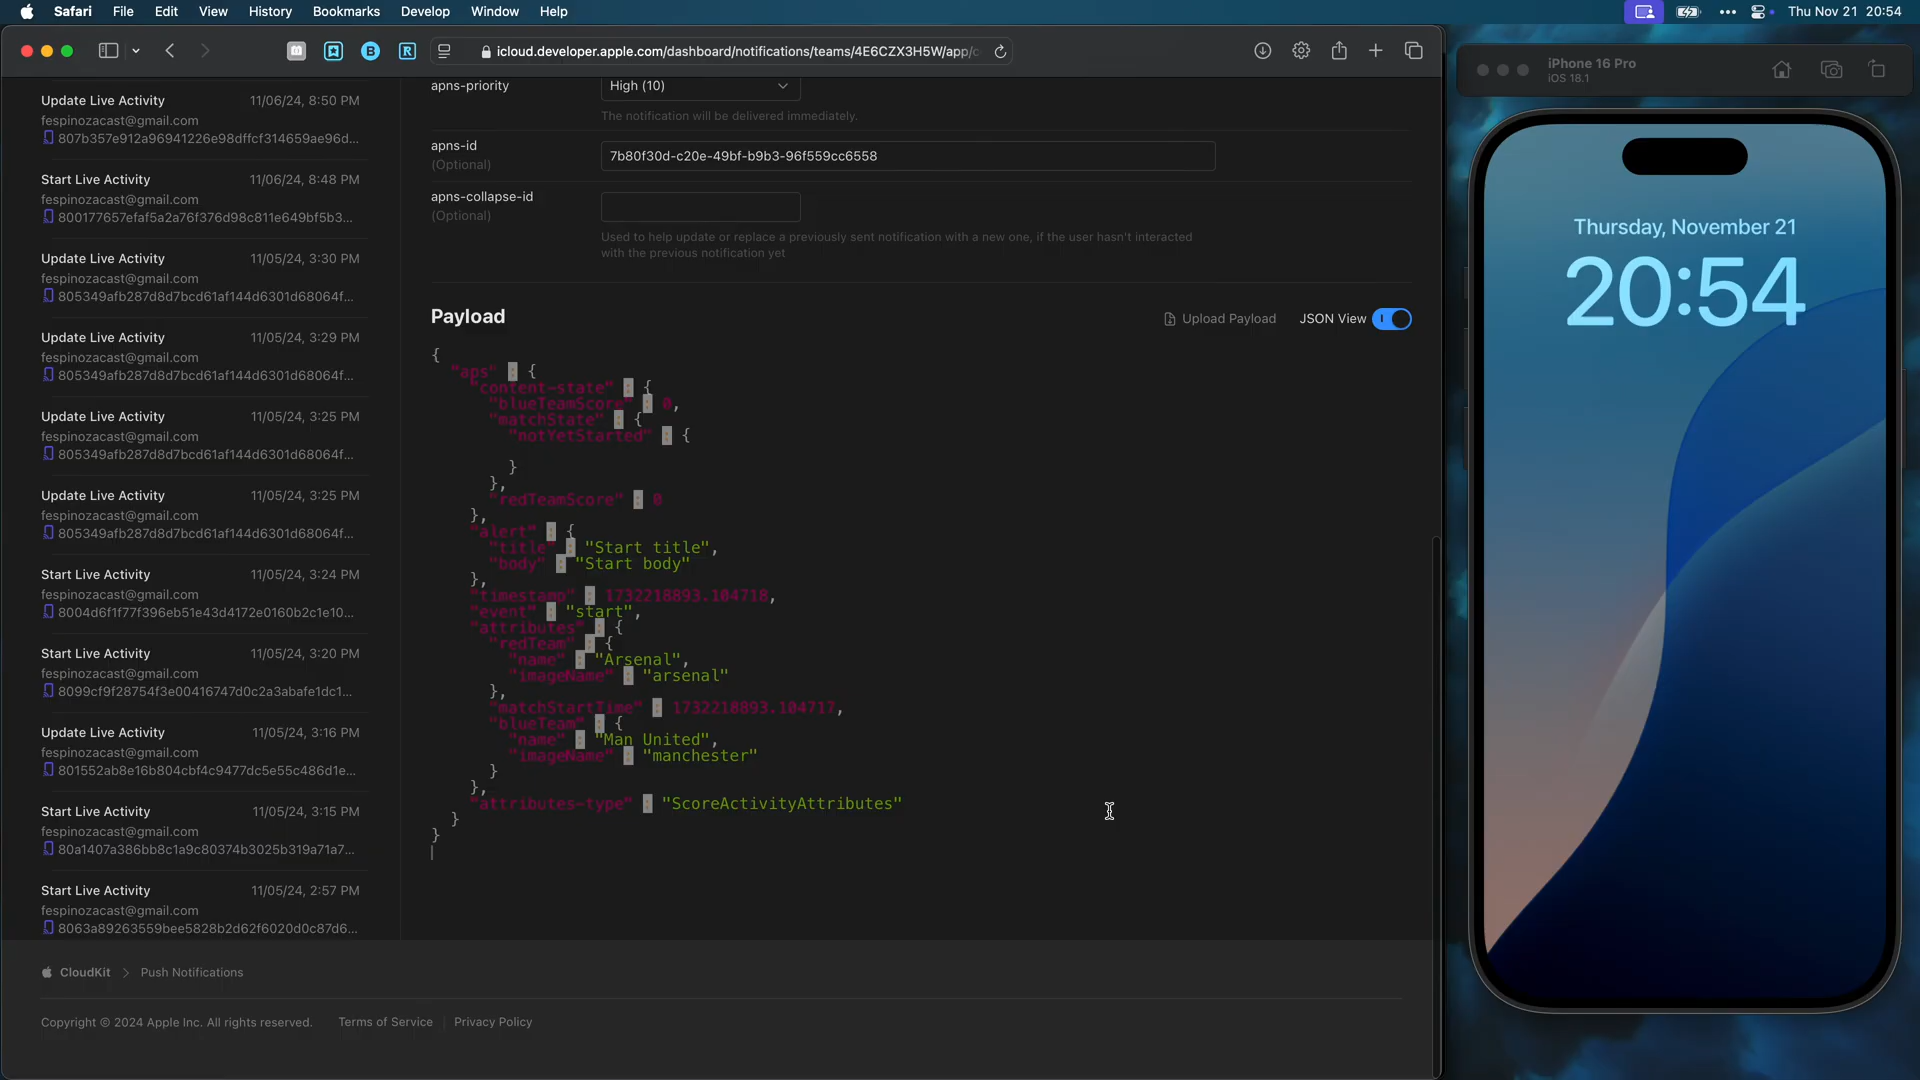 Safari File Edit View History Bookmarks Develop Window Help
Thu Nov 21 20:54
icloud.developer.apple.com/dashboard/notifications/teams/4E6CZX3H5W/app/c
Update Live Activity 11/06/24, 8:50 PM
fespinozacast@gmail.com
807b357e912a96941226e98dffcf314659ae96d...
Start Live Activity 11/06/24, 8:48 PM
fespinozacast@gmail.com
800177657efaf5a2a76f376d98c811e649bf5b3...
Update Live Activity 11/05/24, 3:30 PM
fespinozacast@gmail.com
805349afb287d8d7bcd61af144d6301d68064f...
Update Live Activity 11/05/24, 3:29 PM
fespinozacast@gmail.com
805349afb287d8d7bcd61af144d6301d68064f...
Update Live Activity 11/05/24, 3:25 PM
fespinozacast@gmail.com
805349afb287d8d7bcd61af144d6301d68064f...
Update Live Activity 11/05/24, 3:25 PM
fespinozacast@gmail.com
805349afb287d8d7bcd61af144d6301d68064f...
Start Live Activity 11/05/24, 3:24 PM
fespinozacast@gmail.com
8004d6f1f77f396eb51e43d4172e0160b2c1e10...
Start Live Activity 11/05/24, 3:20 PM
fespinozacast@gmail.com
8099cf9f28754f3e00416747d0c2a3abafe1dc1...
Update Live Activity 11/05/24, 3:16 PM
fespinozacast@gmail.com
801552ab8e16b804cbf4c9477dc5e55c486d1e...
Start Live Activity 11/05/24, 3:15 PM
fespinozacast@gmail.com
80a1407a386bb8c1a9c80374b3025b319a71a7...
Start Live Activity 11/05/24, 2:57 PM
fespinozacast@gmail.com
8063a89263559bee5828b2d62f6020d0c87d6...
apns-priority High (10)
The notification will be delivered immediately.
apns-id
(Optional)
7b80f30d-c20e-49bf-b9b3-96f559cc6558
apns-collapse-id
(Optional)
Used to help update or replace a previously sent notification with a new one, if the user hasn't interacted
with the previous notification yet
Payload Upload Payload JSON View
{
"aps" : {
"content-state" : {
"blueTeamScore" : 0,
"matchState" : {
"notYetStarted" : {
}
},
"redTeamScore" : 0
},
"alert" : {
"title" : "Start title",
"body" : "Start body"
},
"timestamp" : 1732218893.104718,
"event" : "start",
"attributes" : {
"redTeam" : {
"name" : "Arsenal",
"imageName" : "arsenal"
},
"matchStartTime" : 1732218893.104717,
"blueTeam" : {
"name" : "Man United",
"imageName" : "manchester"
}
},
"attributes-type" : "ScoreActivityAttributes"
}
}
CloudKit > Push Notifications
Copyright © 2024 Apple Inc. All rights reserved. Terms of Service Privacy Policy
iPhone 16 Pro
iOS 18.1
Thursday, November 21
20:54